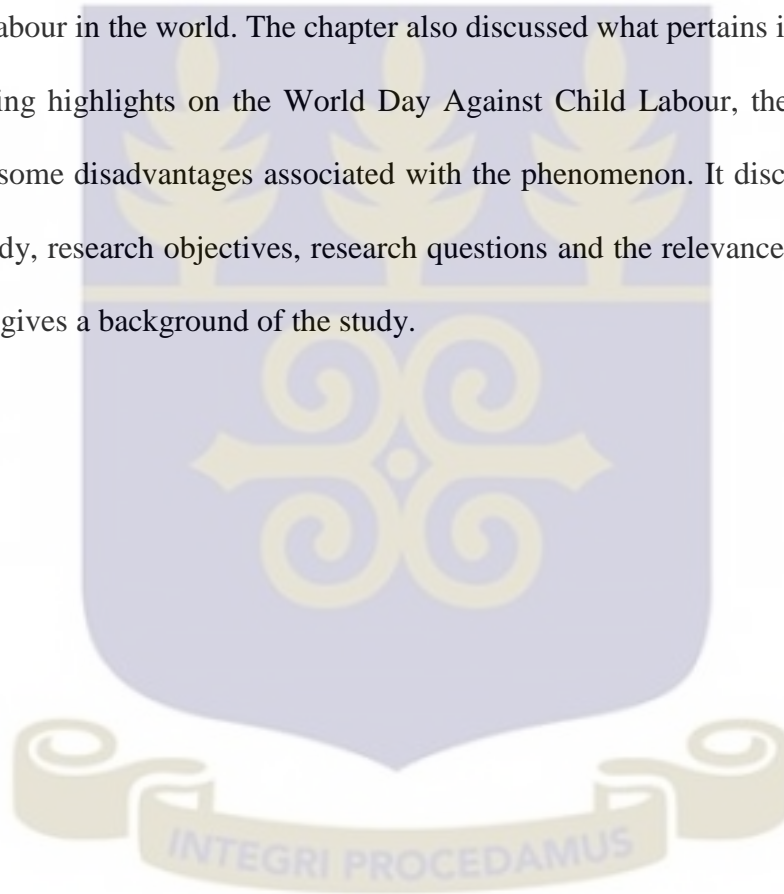 abour in the world. The chapter also discussed what pertains i
ing highlights on the World Day Against Child Labour, the
some disadvantages associated with the phenomenon. It disc
dy, research objectives, research questions and the relevance
gives a background of the study.
INTEGRI PROCEDAMUS